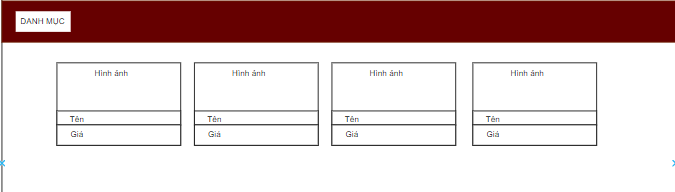 DANH MỤC
Hình ảnh Hình ảnh Hình ảnh Hình ảnh
Tên Tên Tên Tên
Giá Giá Giá Giá